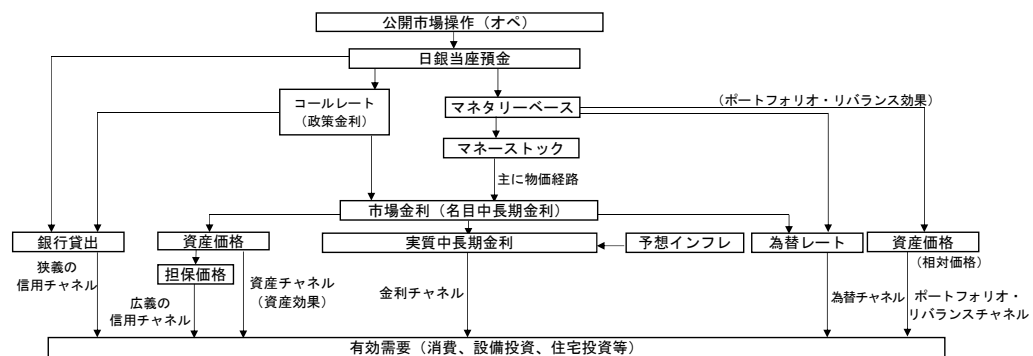 公開市場操作（オペ）
日銀当座預金
コールレート
（政策金利）
マネタリーベース
（ポートフォリオ・リバランス効果）
マネーストック
主に物価経路
市場金利（名目中長期金利）
銀行貸出
資産価格
実質中長期金利
予想インフレ
為替レート
資産価格
（相対価格）
狭義の
信用チャネル
担保価格
広義の
信用チャネル
資産チャネル
（資産効果）
金利チャネル
為替チャネル
ポートフォリオ・
リバランスチャネル
有効需要（消費、設備投資、住宅投資等）